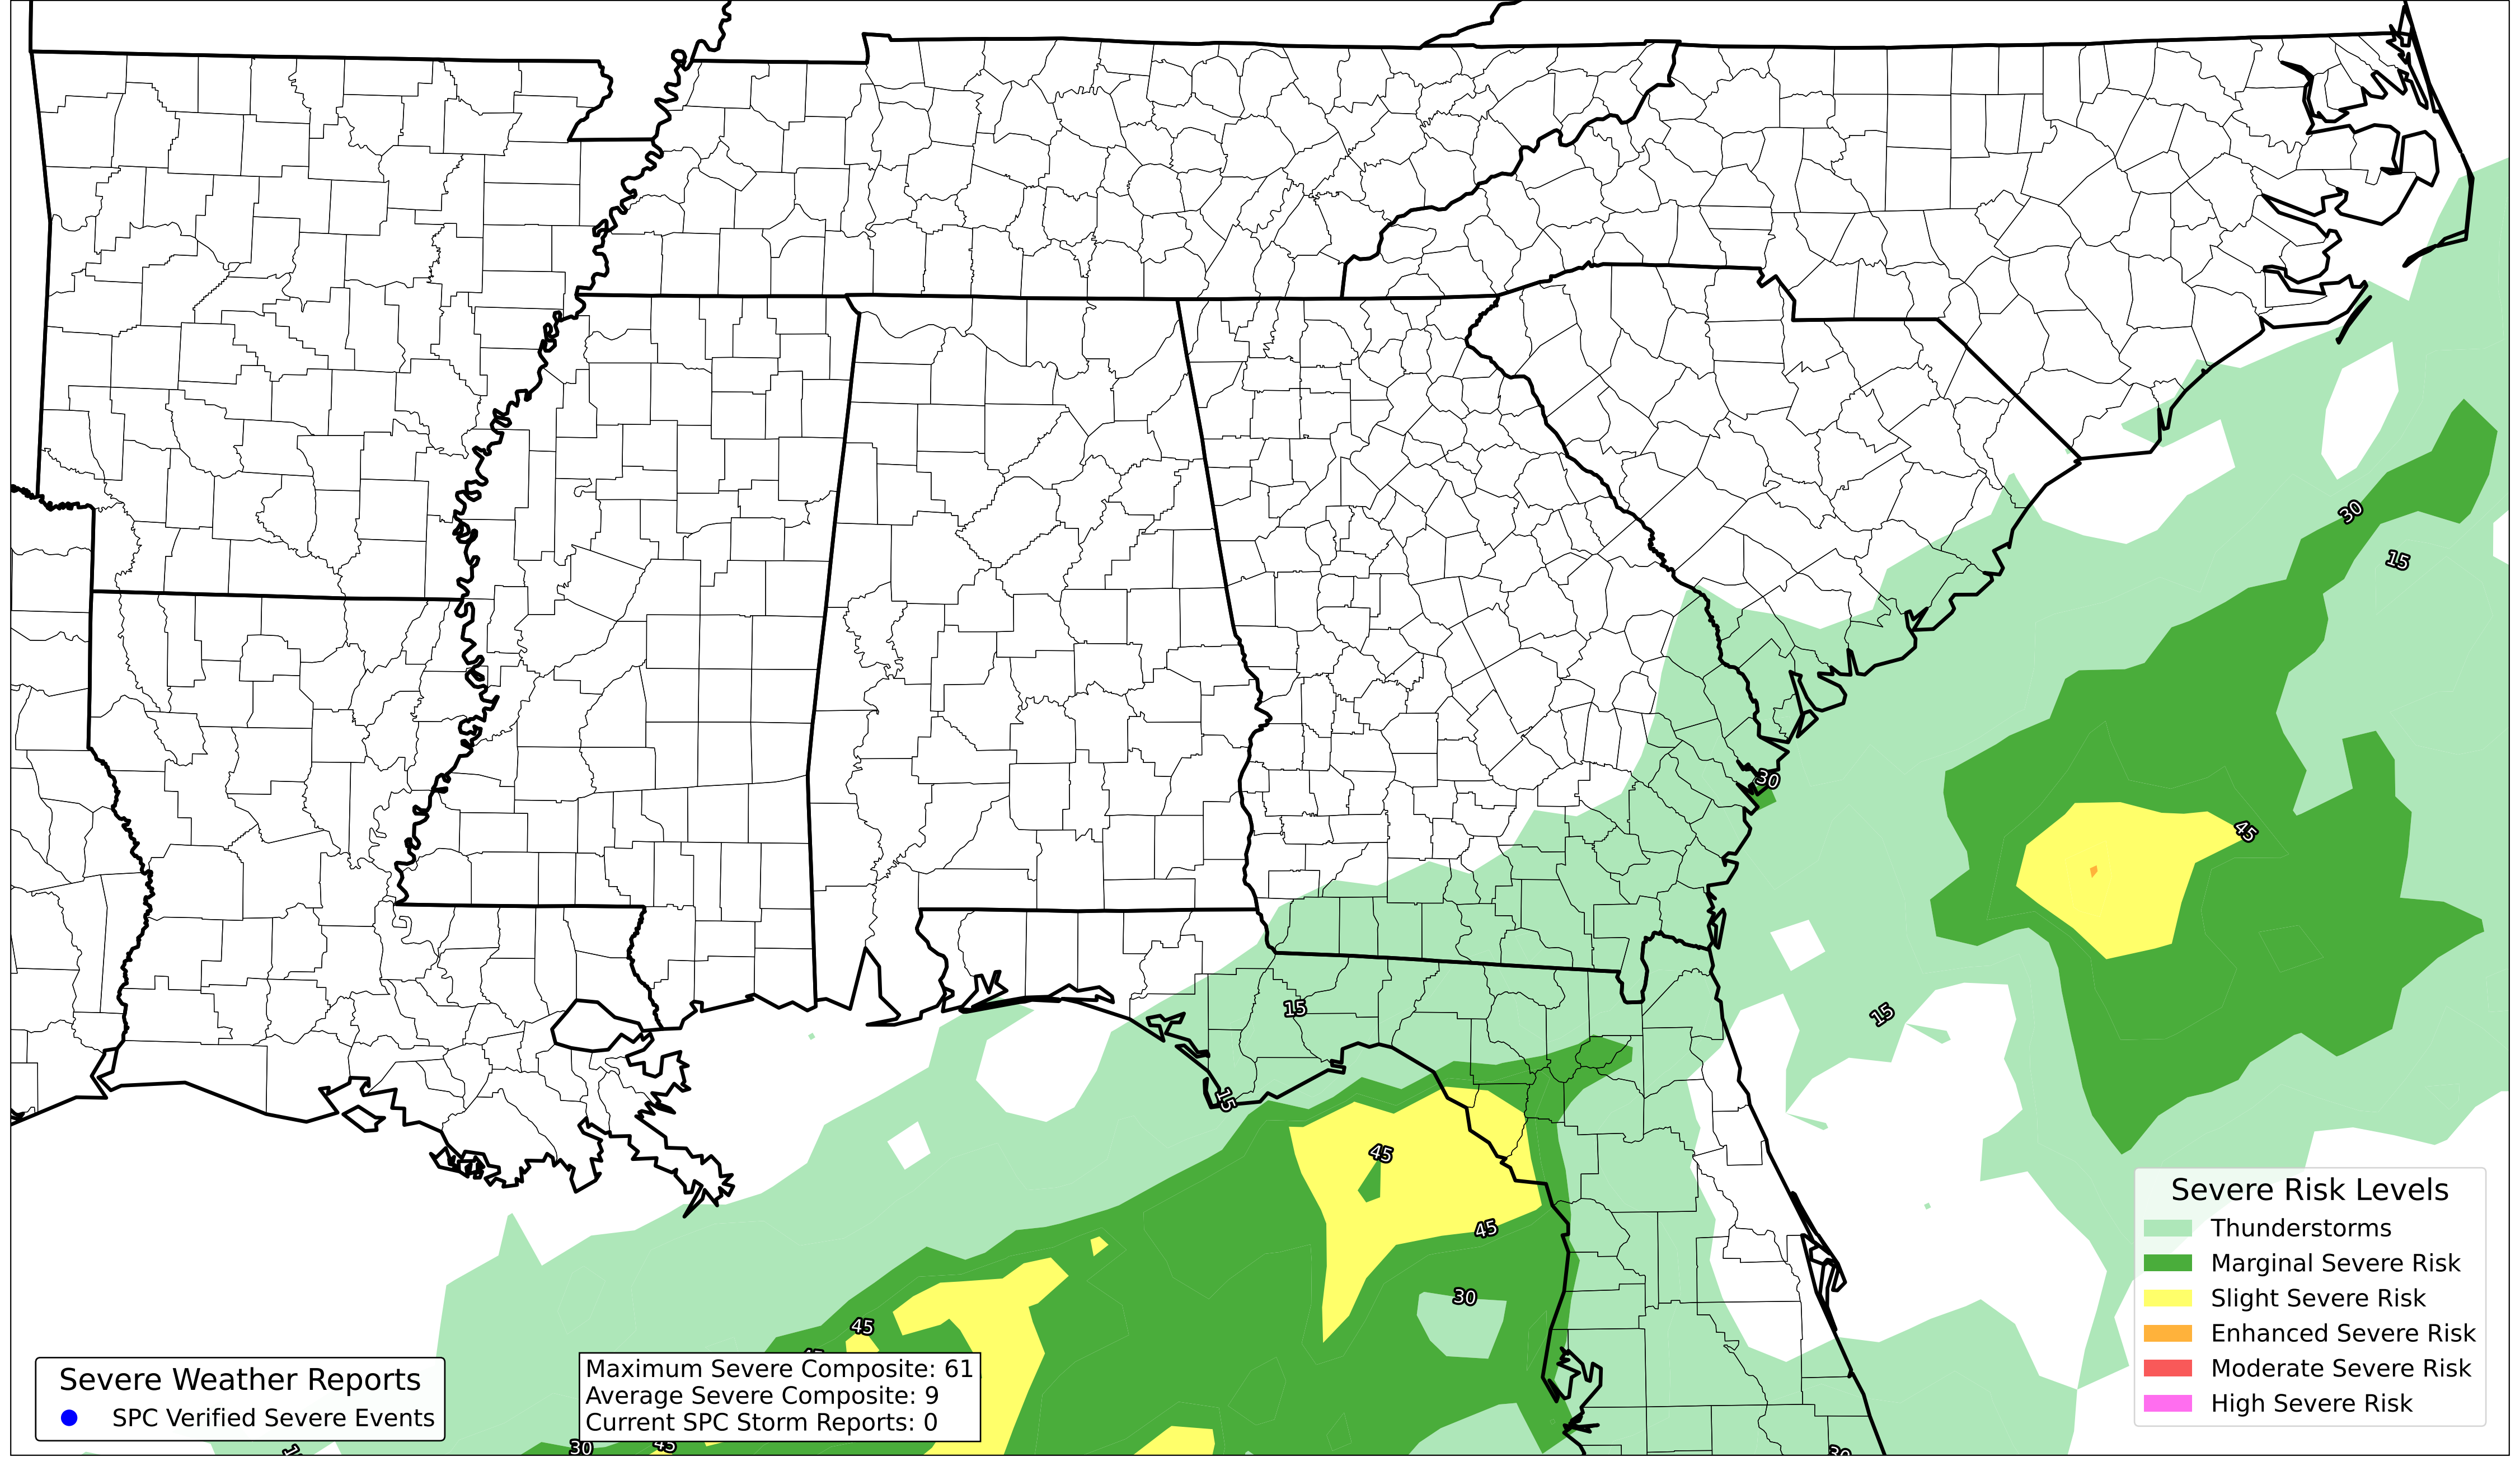 30
15
30
45
15
15
15
45
45
30
45
Severe Risk Levels
Thunderstorms
Marginal Severe Risk
Slight Severe Risk
Enhanced Severe Risk
Moderate Severe Risk
High Severe Risk
Severe Weather Reports
SPC Verified Severe Events
Maximum Severe Composite: 61
Average Severe Composite: 9
Current SPC Storm Reports: 0
30
45
30